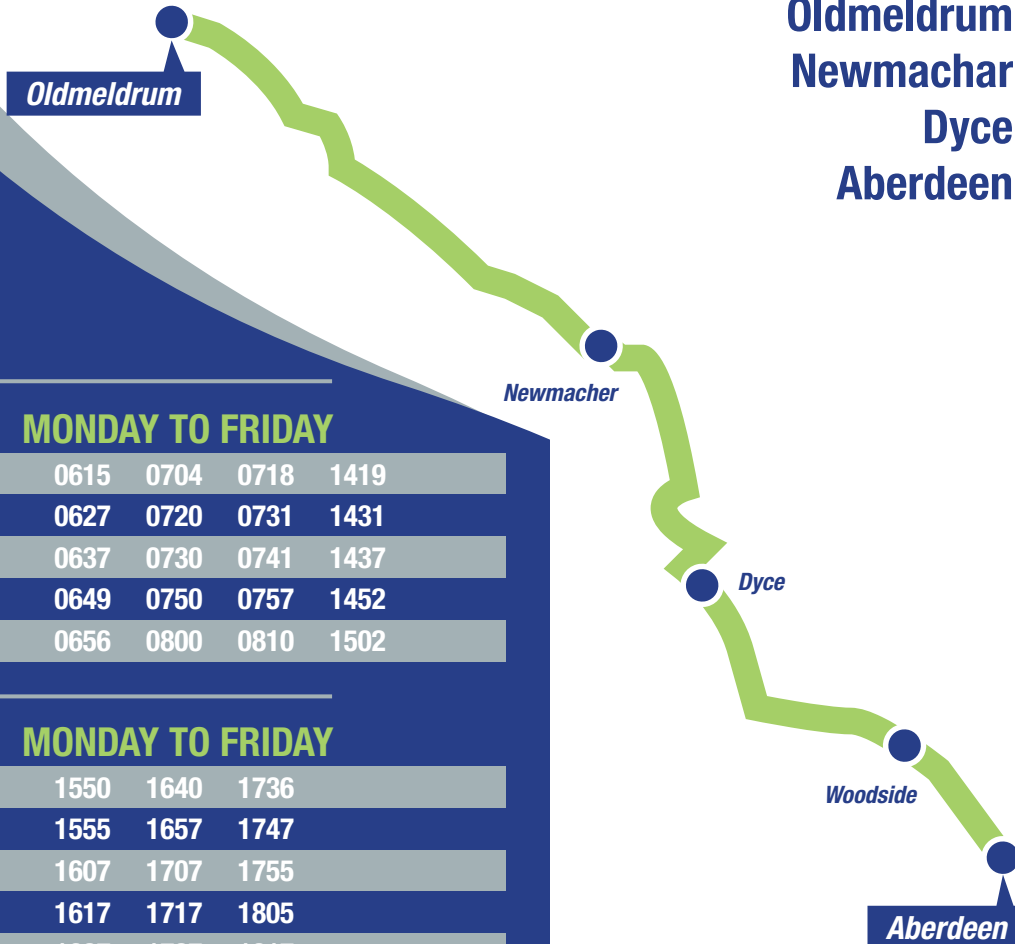 Oldmeldrum
Newmachar
Dyce
Aberdeen
Oldmeldrum
Newmacher
Dyce
Woodside
Aberdeen
MONDAY TO FRIDAY
0615 0704 0718 1419
0627 0720 0731 1431
0637 0730 0741 1437
0649 0750 0757 1452
0656 0800 0810 1502
MONDAY TO FRIDAY
1550 1640 1736
1555 1657 1747
1607 1707 1755
1617 1717 1805